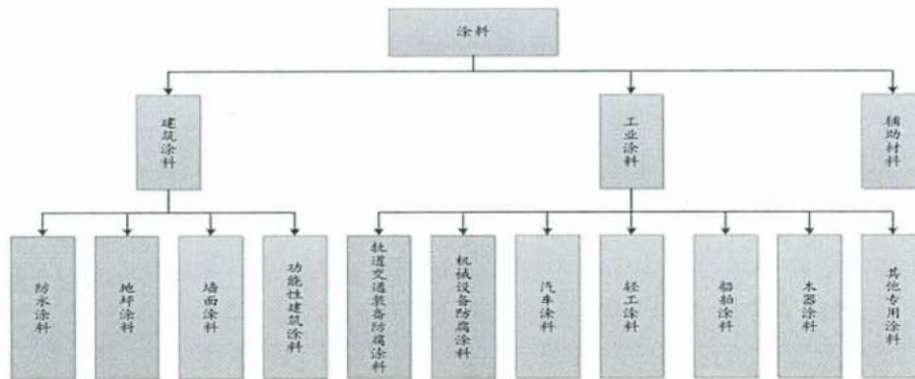 涂料
建筑涂料
工业涂料
辅助材料
防水涂料
地坪涂料
墙面涂料
功能性建筑涂料
轨道交通装备防腐涂料
机械设备防腐涂料
汽车涂料
轻工涂料
船舶涂料
木器涂料
其他专用涂料